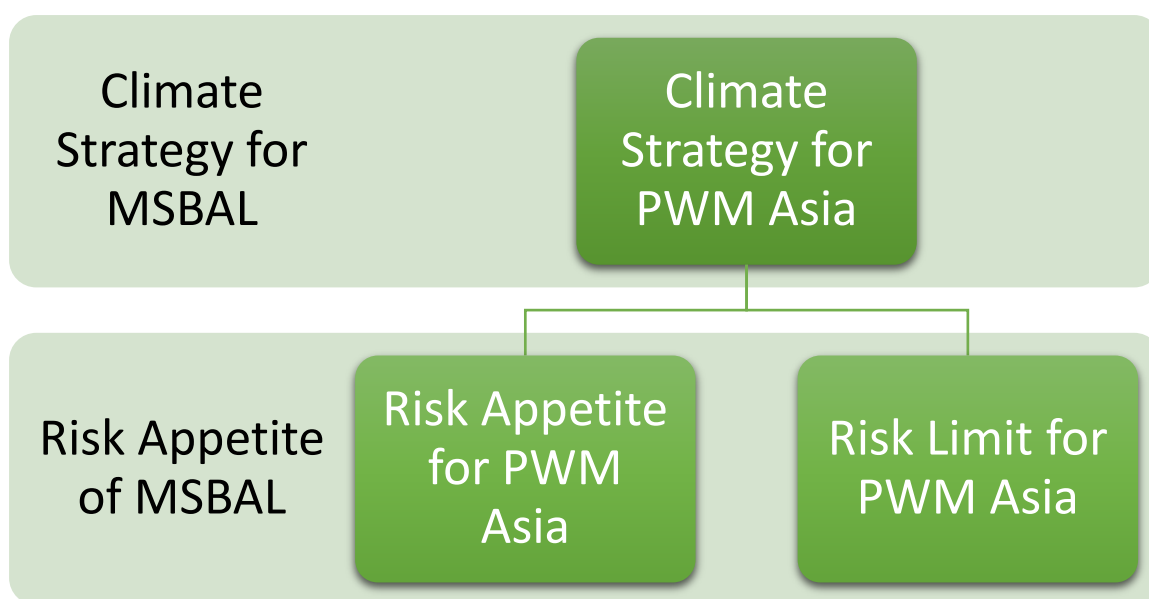 Climate
Strategy for
MSBAL
Climate
Strategy for
PWM Asia
Risk Appetite
of MSBAL
Risk Appetite
for PWM
Asia
Risk Limit for
PWM Asia